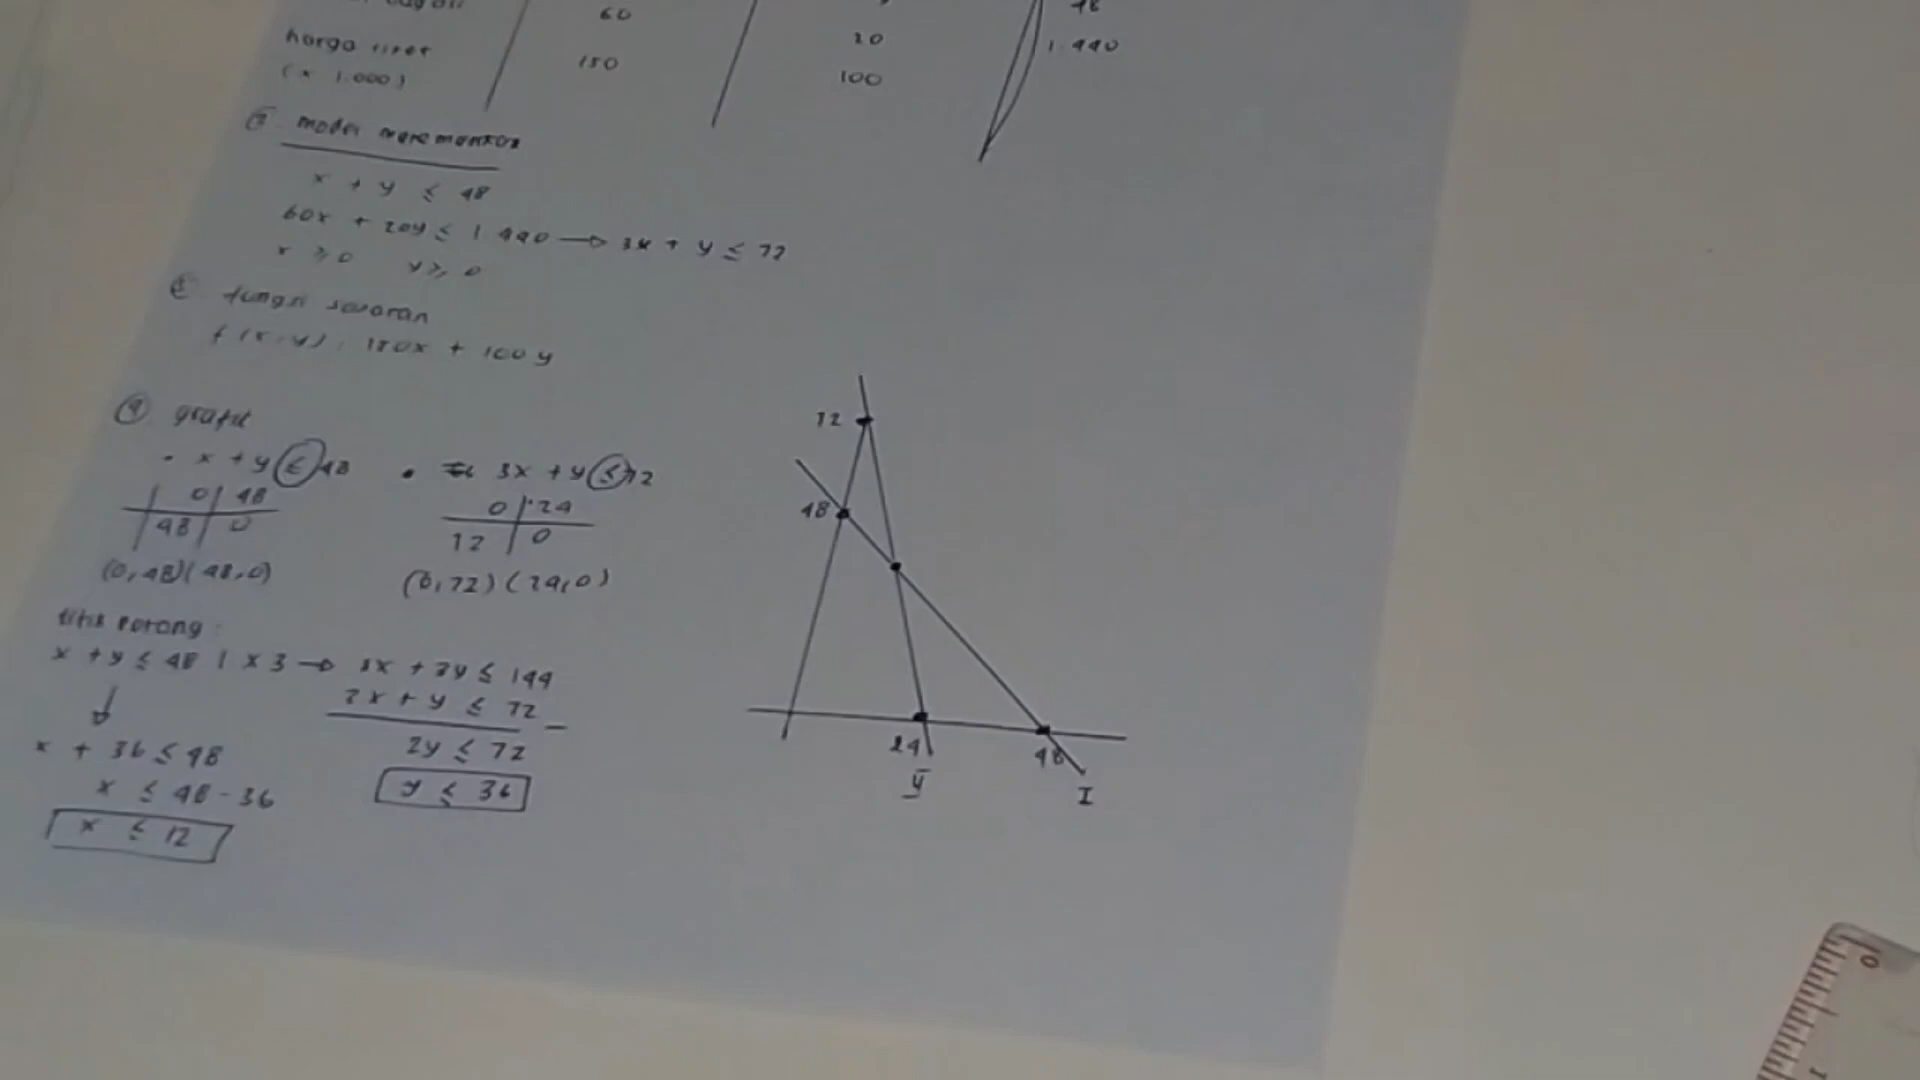 60
20
48
1.440
harga tiket
(x 1.000)
150
100
model matematika
x + y ≤ 48
60x + 20y ≤ 1.440 → 3x + y ≤ 72
x ≥ 0 y ≥ 0
fungsi sasaran
f(x,y) : 150x + 100y
④ grafik
• x + y ≤ 48
• 3x + y ≤ 72
0 48
48 0
0 24
72 0
(0,48)(48,0)
(0,72)(24,0)
titik potong :
x + y ≤ 48 | x 3 → 3x + 3y ≤ 144
3x + y ≤ 72 –
2y ≤ 72
y ≤ 36
x + 36 ≤ 48
x ≤ 48 - 36
x ≤ 12
72
48
24
48
I
10